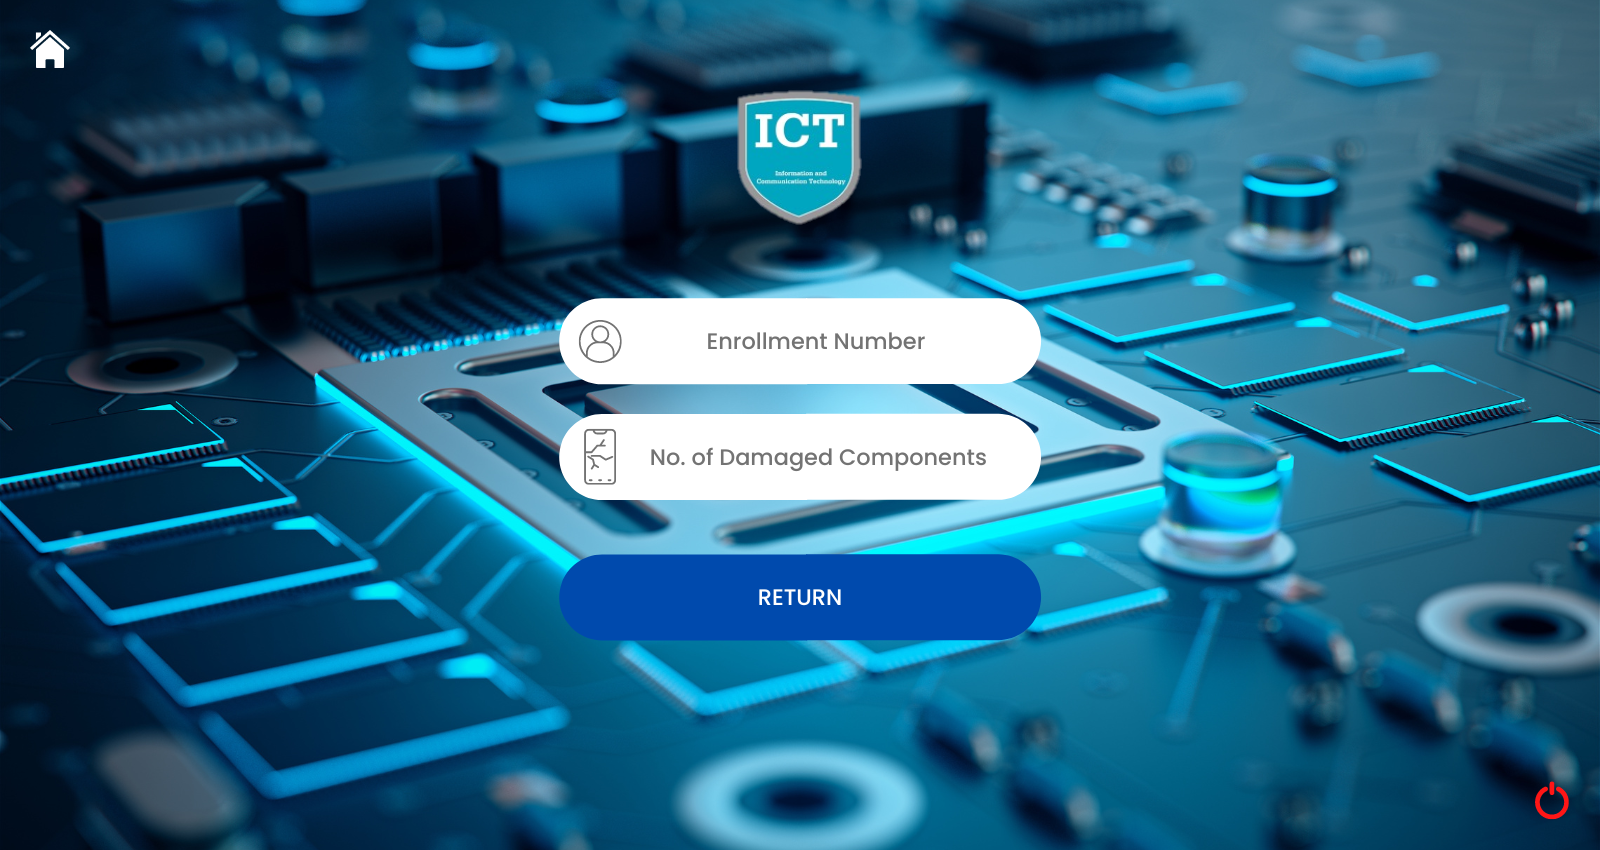 ICT
Information and
Communication Technology
Enrollment Number
No. of Damaged Components
RETURN